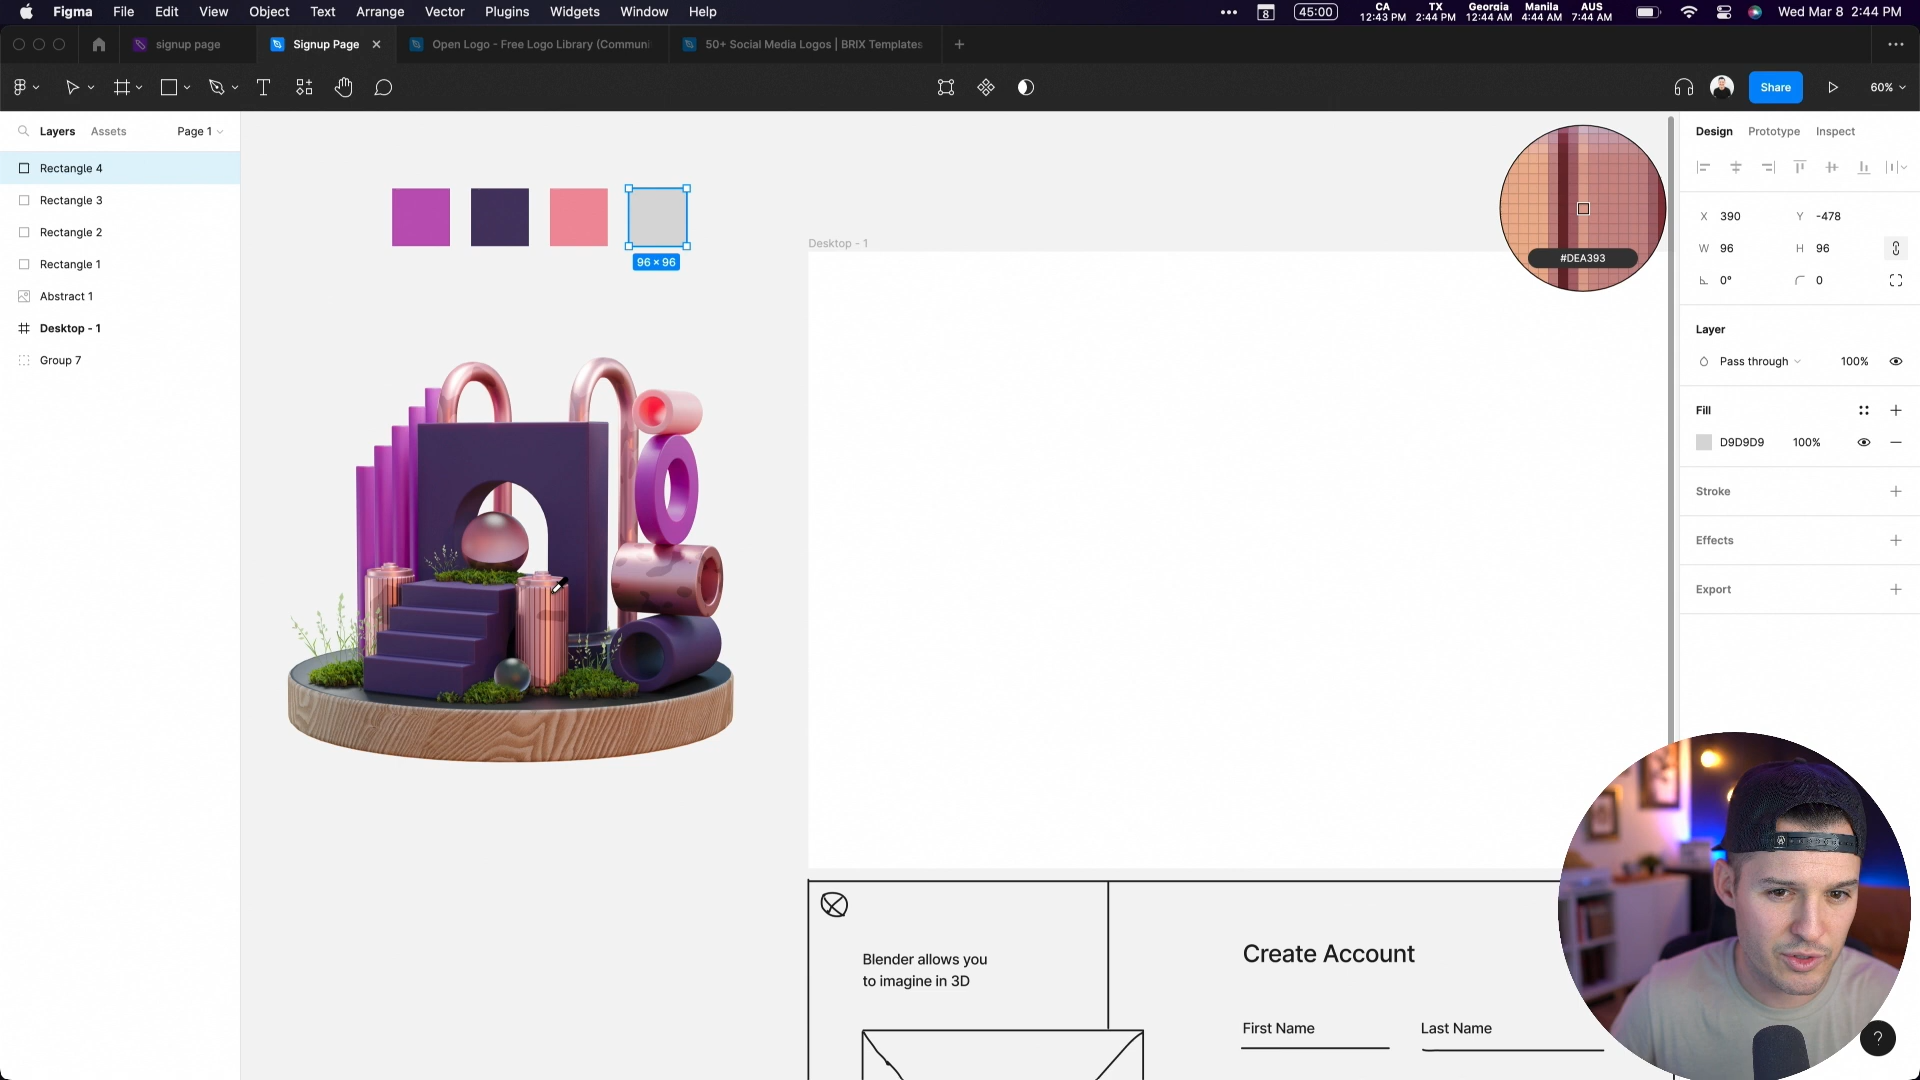 Figma File Edit View Object Text Arrange Vector Plugins Widgets Window Help
8 45:00 CA 12:43 PM TX 2:44 PM Georgia 12:44 AM Manila 4:44 AM AUS 7:44 AM Wed Mar 8 2:44 PM
signup page Signup Page Open Logo - Free Logo Library (Commun 50+ Social Media Logos | BRIX Templates
Share 60%
Layers Assets Page 1
Rectangle 4
Rectangle 3
Rectangle 2
Rectangle 1
Abstract 1
Desktop - 1
Group 7
96 × 96
Desktop - 1
#DEA393
Blender allows you
to imagine in 3D
Create Account
First Name Last Name
Design Prototype Inspect
X 390 Y -478
W 96 H 96
0° 0
Layer
Pass through 100%
Fill
D9D9D9 100%
Stroke
Effects
Export
?